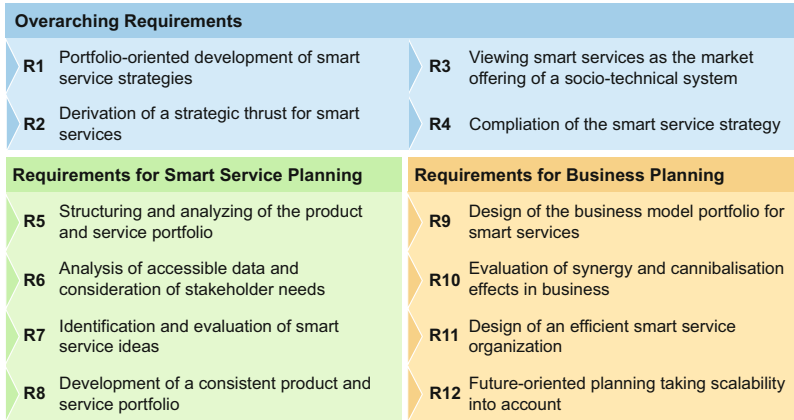 Overarching Requirements
R1 Portfolio-oriented development of smart
service strategies
R2 Derivation of a strategic thrust for smart
services
R3 Viewing smart services as the market
offering of a socio-technical system
R4 Compliation of the smart service strategy
Requirements for Smart Service Planning
R5 Structuring and analyzing of the product
and service portfolio
R6 Analysis of accessible data and
consideration of stakeholder needs
R7 Identification and evaluation of smart
service ideas
R8 Development of a consistent product and
service portfolio
Requirements for Business Planning
R9 Design of the business model portfolio for
smart services
R10 Evaluation of synergy and cannibalisation
effects in business
R11 Design of an efficient smart service
organization
R12 Future-oriented planning taking scalability
into account